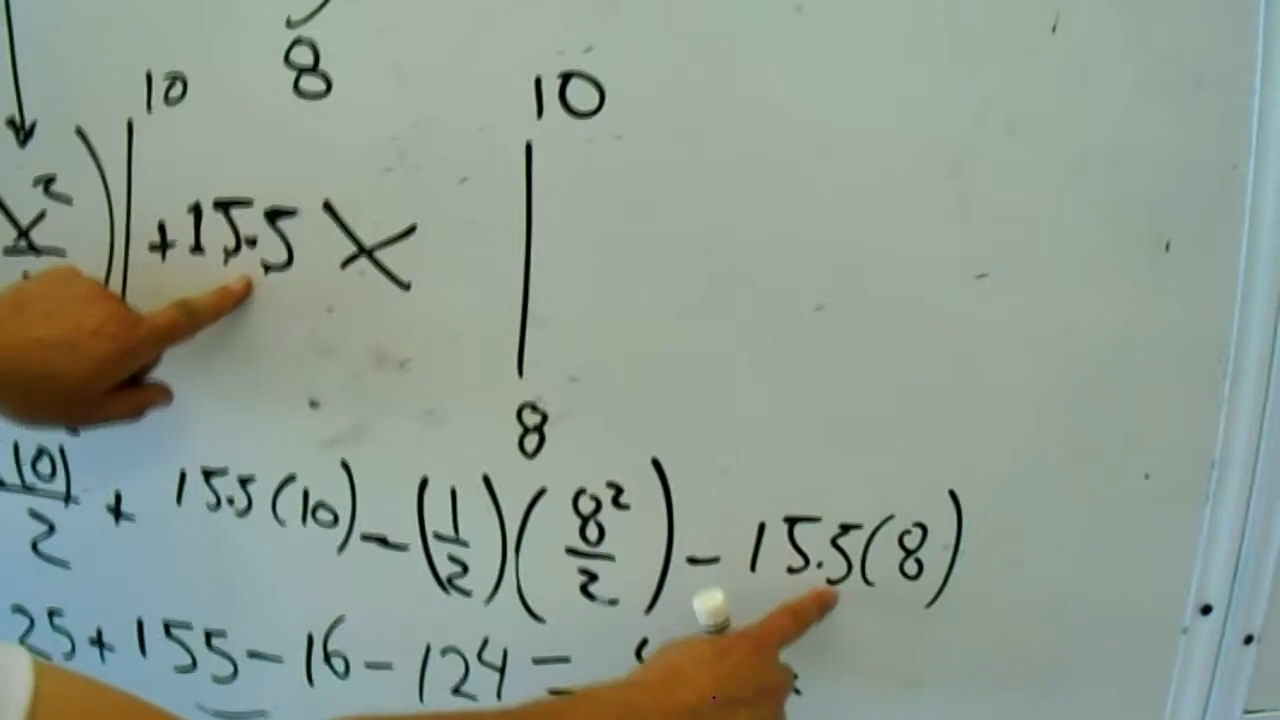 8
10 10
x² ) | +15.5 X |
8
10)² / 2 + 15.5(10) - (1/2)(8²/2) - 15.5(8)
25+155-16-124=